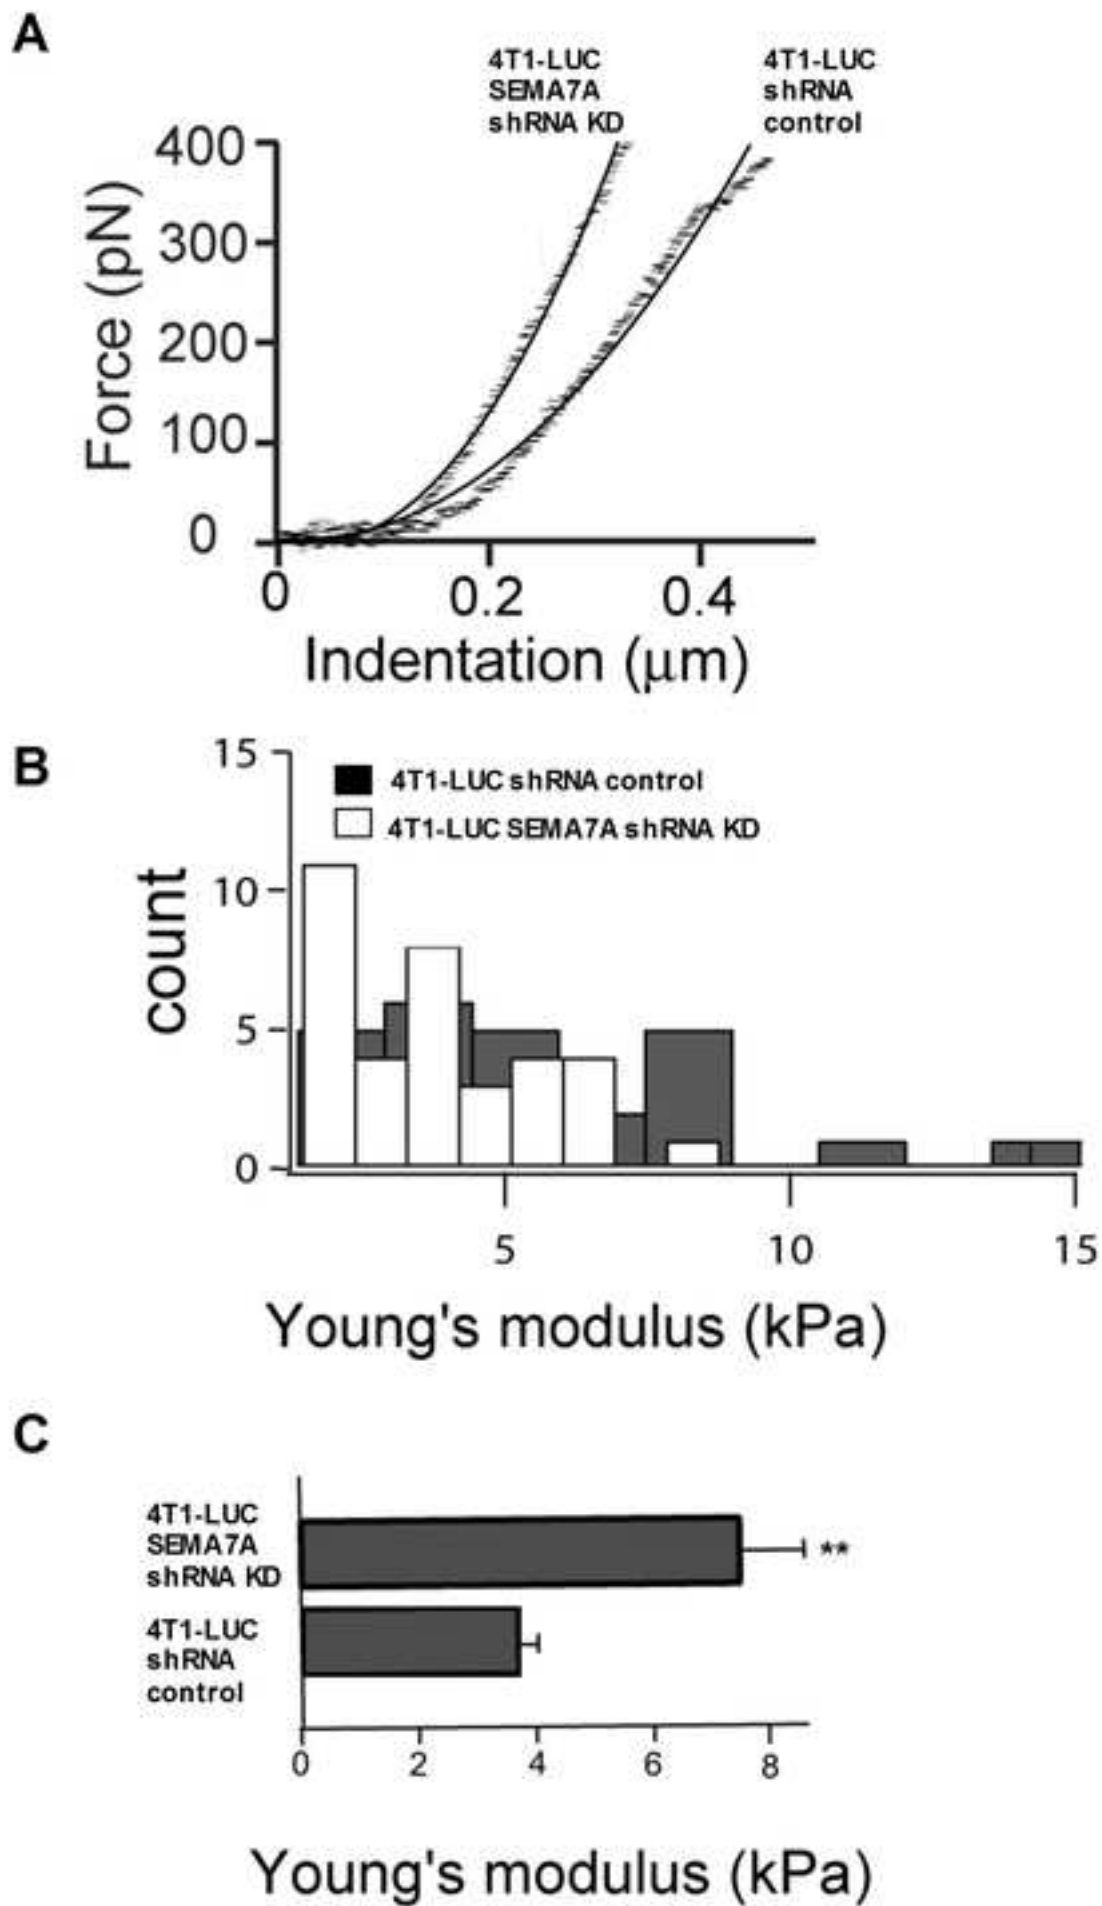 A
4T1-LUC
SEMA7A
shRNA KD
4T1-LUC
shRNA
control
400
300
200
100
0
Force (pN)
0
0.2
0.4
Indentation (μm)
B
15
10
5
0
count
4T1-LUC shRNA control
4T1-LUC SEMA7A shRNA KD
5
10
15
Young's modulus (kPa)
C
4T1-LUC
SEMA7A
shRNA KD
**
4T1-LUC
shRNA
control
0
2
4
6
8
Young's modulus (kPa)